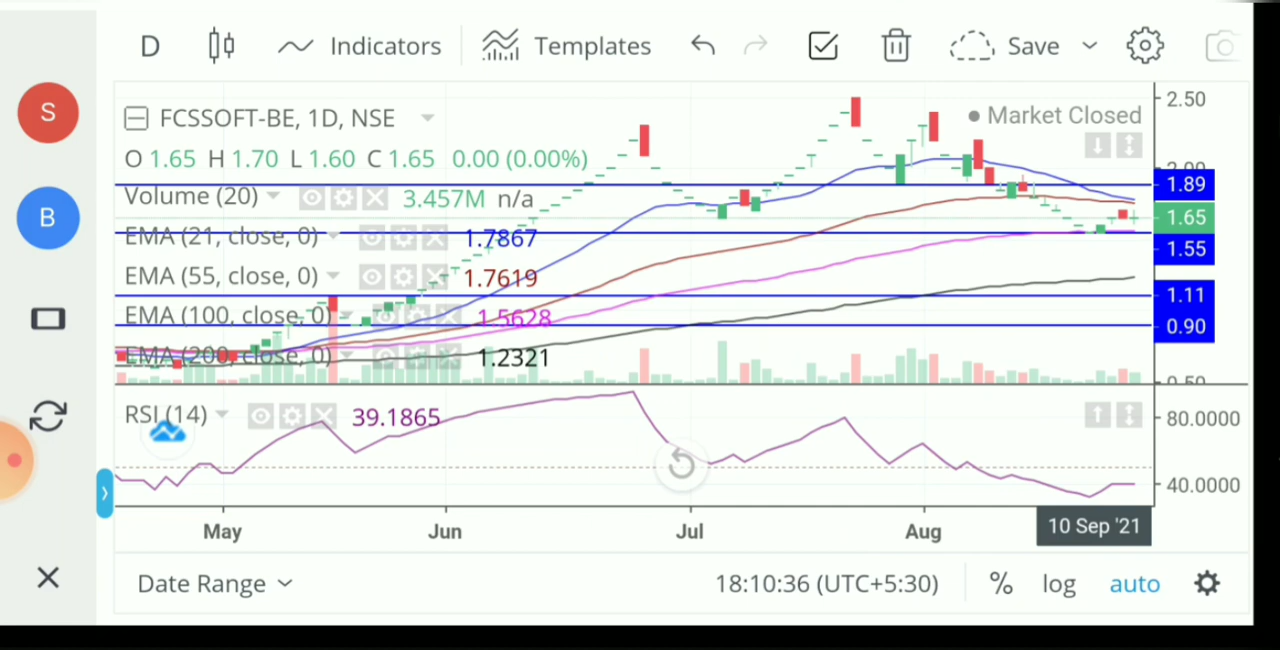 S
B
D Indicators Templates Save
FCSSOFT-BE, 1D, NSE
Market Closed
O 1.65 H 1.70 L 1.60 C 1.65 0.00 (0.00%)
Volume (20) 3.457M n/a
EMA (21, close, 0) 1.7867
EMA (55, close, 0) 1.7619
EMA (100, close, 0) 1.5628
EMA (200, close, 0) 1.2321
2.50
2.00
1.89
1.65
1.55
1.11
0.90
0.50
RSI (14) 39.1865
80.0000
40.0000
May Jun Jul Aug 10 Sep '21
Date Range 18:10:36 (UTC+5:30) % log auto